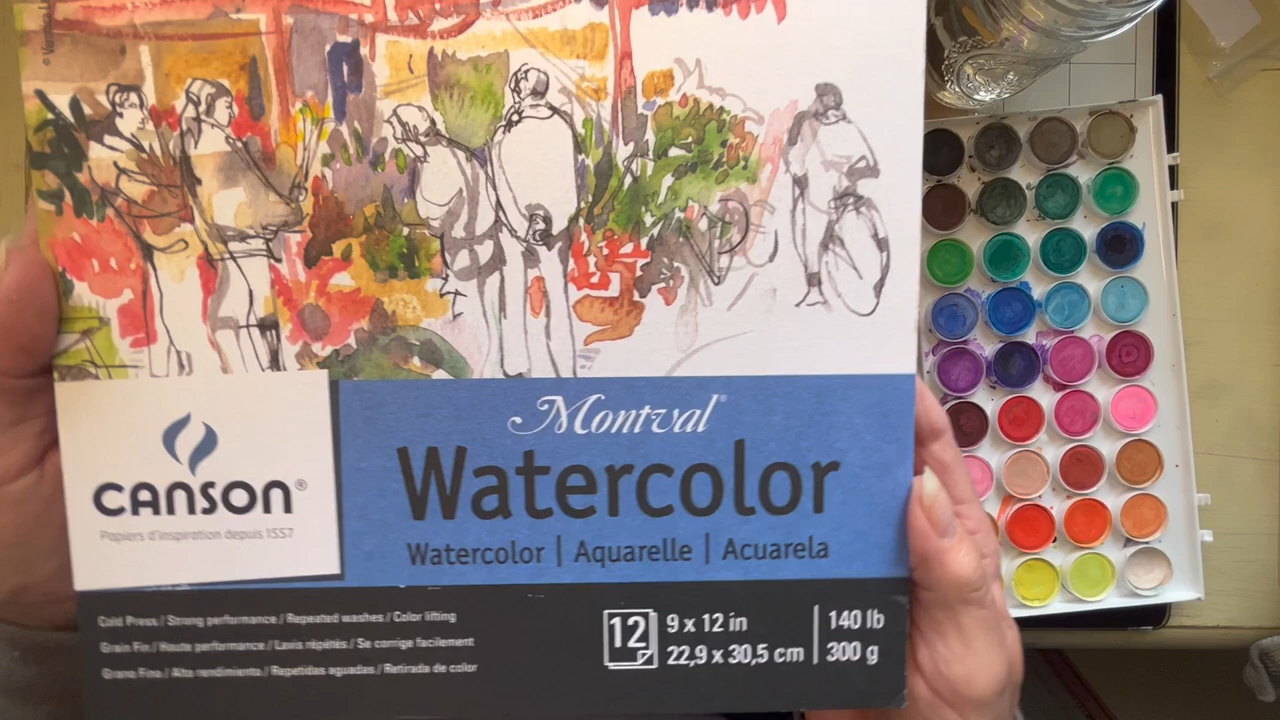 Montval®
Watercolor
Watercolor | Aquarelle | Acuarela
CANSON®
Papiers d'inspiration depuis 1557
Cold Press / Strong performance / Repeated washes / Color lifting
Grain Fin / Haute performance / Lavis répétés / Se corrige facilement
Grano Fino / Alto rendimiento / Repetidas aguadas / Retirada de color
12
9 x 12 in
22,9 x 30,5 cm
140 lb
300 g